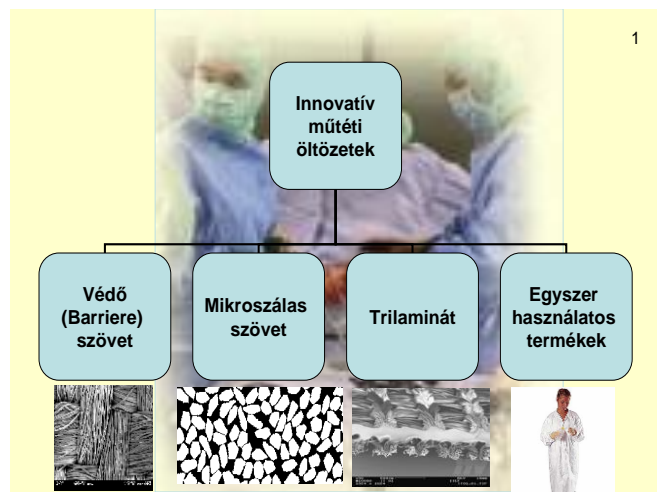 1
Innovatív
műtéti
öltözetek
Védő
(Barriere)
szövet
Mikroszálas
szövet
Trilaminát
Egyszer
használatos
termékek